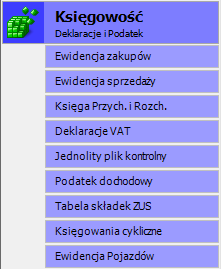 Księgowość
Deklaracje i Podatek
Ewidencja zakupów
Ewidencja sprzedaży
Księga Przych. i Rozch.
Deklaracje VAT
Jednolity plik kontrolny
Podatek dochodowy
Tabela składek ZUS
Księgowania cykliczne
Ewidencja Pojazdów